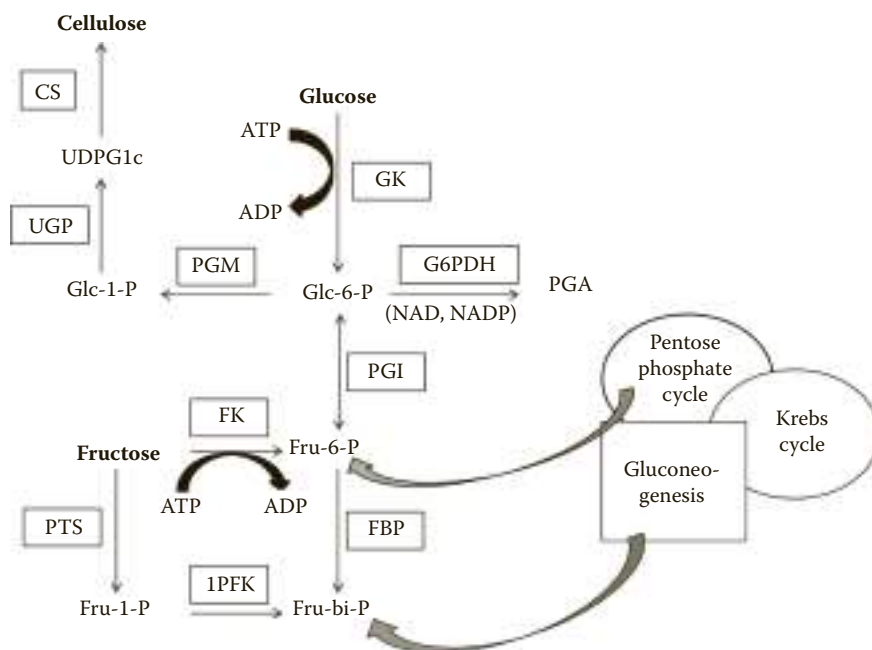 Cellulose
CS
Glucose
ATP
UDPG1c
GK
ADP
UGP
PGM
G6PDH
Glc-1-P
Glc-6-P
PGA
(NAD, NADP)
Pentose
phosphate
cycle
PGI
Krebs
cycle
FK
Fructose
Fru-6-P
Gluconeo-
genesis
ATP
ADP
PTS
FBP
1PFK
Fru-1-P
Fru-bi-P